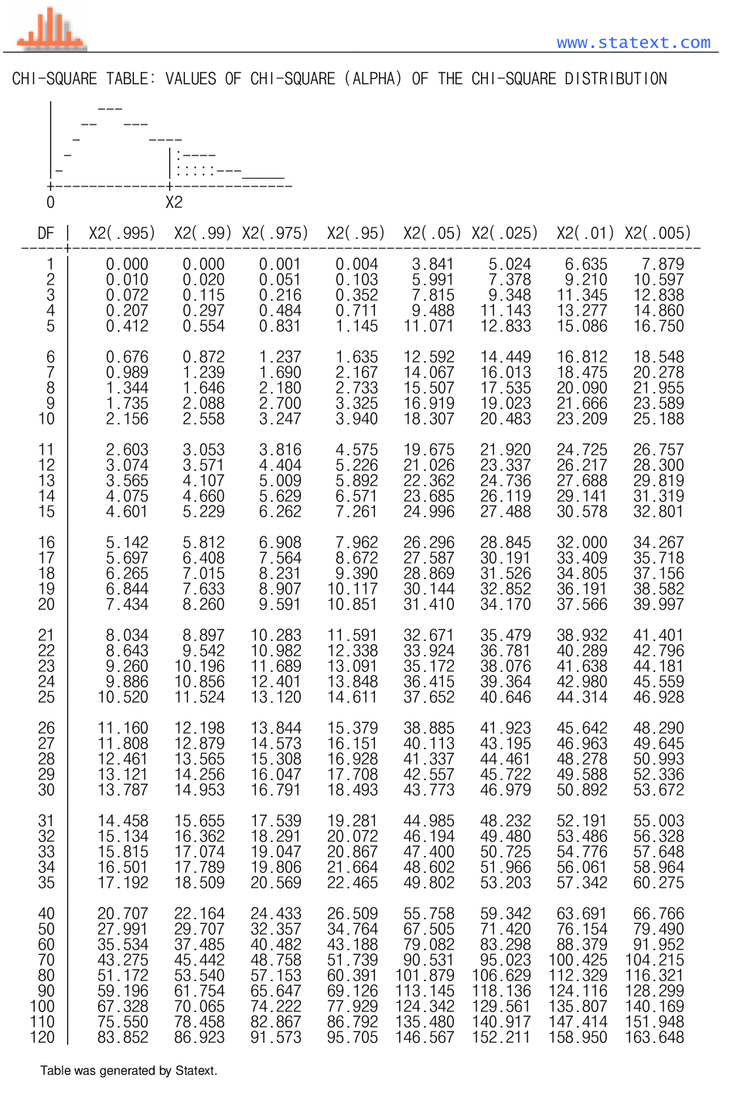 www.statext.com
CHI-SQUARE TABLE: VALUES OF CHI-SQUARE (ALPHA) OF THE CHI-SQUARE DISTRIBUTION
0 X2
DF | X2(.995) X2(.99) X2(.975) X2(.95) X2(.05) X2(.025) X2(.01) X2(.005)
1 0.000 0.000 0.001 0.004 3.841 5.024 6.635 7.879
2 0.010 0.020 0.051 0.103 5.991 7.378 9.210 10.597
3 0.072 0.115 0.216 0.352 7.815 9.348 11.345 12.838
4 0.207 0.297 0.484 0.711 9.488 11.143 13.277 14.860
5 0.412 0.554 0.831 1.145 11.071 12.833 15.086 16.750
6 0.676 0.872 1.237 1.635 12.592 14.449 16.812 18.548
7 0.989 1.239 1.690 2.167 14.067 16.013 18.475 20.278
8 1.344 1.646 2.180 2.733 15.507 17.535 20.090 21.955
9 1.735 2.088 2.700 3.325 16.919 19.023 21.666 23.589
10 2.156 2.558 3.247 3.940 18.307 20.483 23.209 25.188
11 2.603 3.053 3.816 4.575 19.675 21.920 24.725 26.757
12 3.074 3.571 4.404 5.226 21.026 23.337 26.217 28.300
13 3.565 4.107 5.009 5.892 22.362 24.736 27.688 29.819
14 4.075 4.660 5.629 6.571 23.685 26.119 29.141 31.319
15 4.601 5.229 6.262 7.261 24.996 27.488 30.578 32.801
16 5.142 5.812 6.908 7.962 26.296 28.845 32.000 34.267
17 5.697 6.408 7.564 8.672 27.587 30.191 33.409 35.718
18 6.265 7.015 8.231 9.390 28.869 31.526 34.805 37.156
19 6.844 7.633 8.907 10.117 30.144 32.852 36.191 38.582
20 7.434 8.260 9.591 10.851 31.410 34.170 37.566 39.997
21 8.034 8.897 10.283 11.591 32.671 35.479 38.932 41.401
22 8.643 9.542 10.982 12.338 33.924 36.781 40.289 42.796
23 9.260 10.196 11.689 13.091 35.172 38.076 41.638 44.181
24 9.886 10.856 12.401 13.848 36.415 39.364 42.980 45.559
25 10.520 11.524 13.120 14.611 37.652 40.646 44.314 46.928
26 11.160 12.198 13.844 15.379 38.885 41.923 45.642 48.290
27 11.808 12.879 14.573 16.151 40.113 43.195 46.963 49.645
28 12.461 13.565 15.308 16.928 41.337 44.461 48.278 50.993
29 13.121 14.256 16.047 17.708 42.557 45.722 49.588 52.336
30 13.787 14.953 16.791 18.493 43.773 46.979 50.892 53.672
31 14.458 15.655 17.539 19.281 44.985 48.232 52.191 55.003
32 15.134 16.362 18.291 20.072 46.194 49.480 53.486 56.328
33 15.815 17.074 19.047 20.867 47.400 50.725 54.776 57.648
34 16.501 17.789 19.806 21.664 48.602 51.966 56.061 58.964
35 17.192 18.509 20.569 22.465 49.802 53.203 57.342 60.275
40 20.707 22.164 24.433 26.509 55.758 59.342 63.691 66.766
50 27.991 29.707 32.357 34.764 67.505 71.420 76.154 79.490
60 35.534 37.485 40.482 43.188 79.082 83.298 88.379 91.952
70 43.275 45.442 48.758 51.739 90.531 95.023 100.425 104.215
80 51.172 53.540 57.153 60.391 101.879 106.629 112.329 116.321
90 59.196 61.754 65.647 69.126 113.145 118.136 124.116 128.299
100 67.328 70.065 74.222 77.929 124.342 129.561 135.807 140.169
110 75.550 78.458 82.867 86.792 135.480 140.917 147.414 151.948
120 83.852 86.923 91.573 95.705 146.567 152.211 158.950 163.648
Table was generated by Statext.